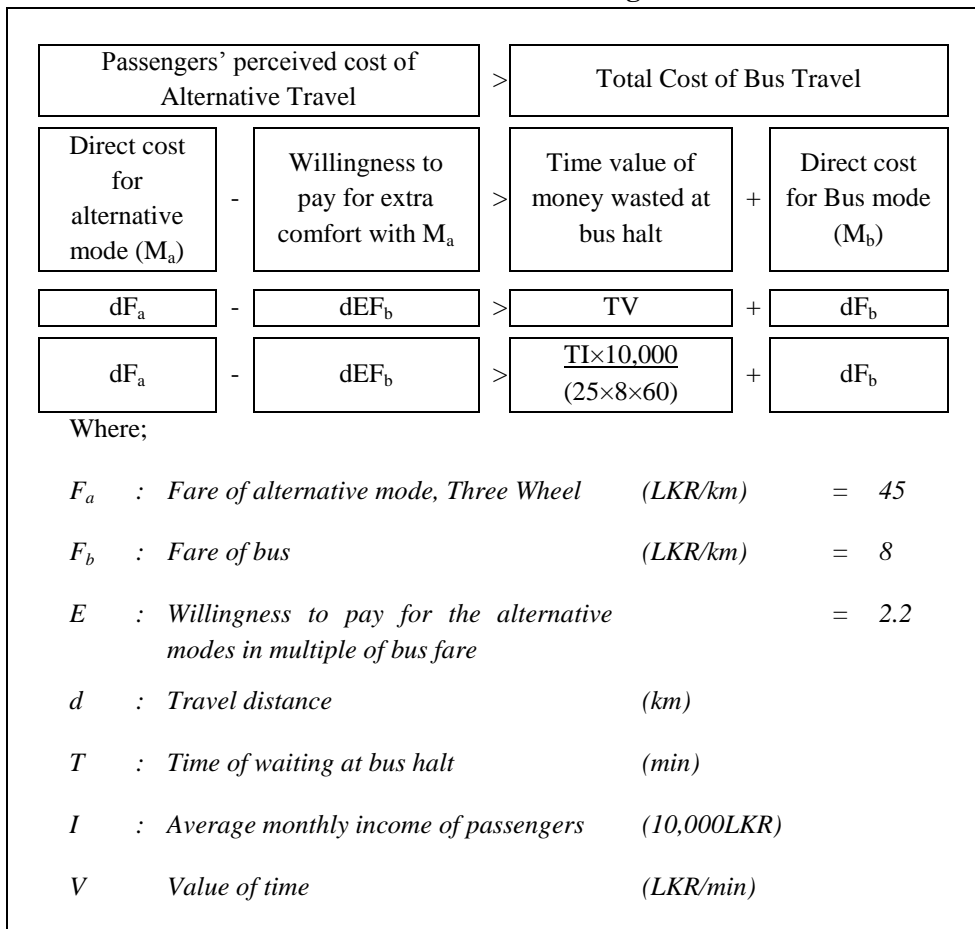 Passengers’ perceived cost of Alternative Travel > Total Cost of Bus Travel
Direct cost for alternative mode (Ma) - Willingness to pay for extra comfort with Ma > Time value of money wasted at bus halt + Direct cost for Bus mode (Mb)
dFa - dEFb > TV + dFb
dFa - dEFb > TI×10,000 (25×8×60) + dFb
Where;
Fa : Fare of alternative mode, Three Wheel (LKR/km) = 45
Fb : Fare of bus (LKR/km) = 8
E : Willingness to pay for the alternative = 2.2
modes in multiple of bus fare
d : Travel distance (km)
T : Time of waiting at bus halt (min)
I : Average monthly income of passengers (10,000LKR)
V Value of time (LKR/min)